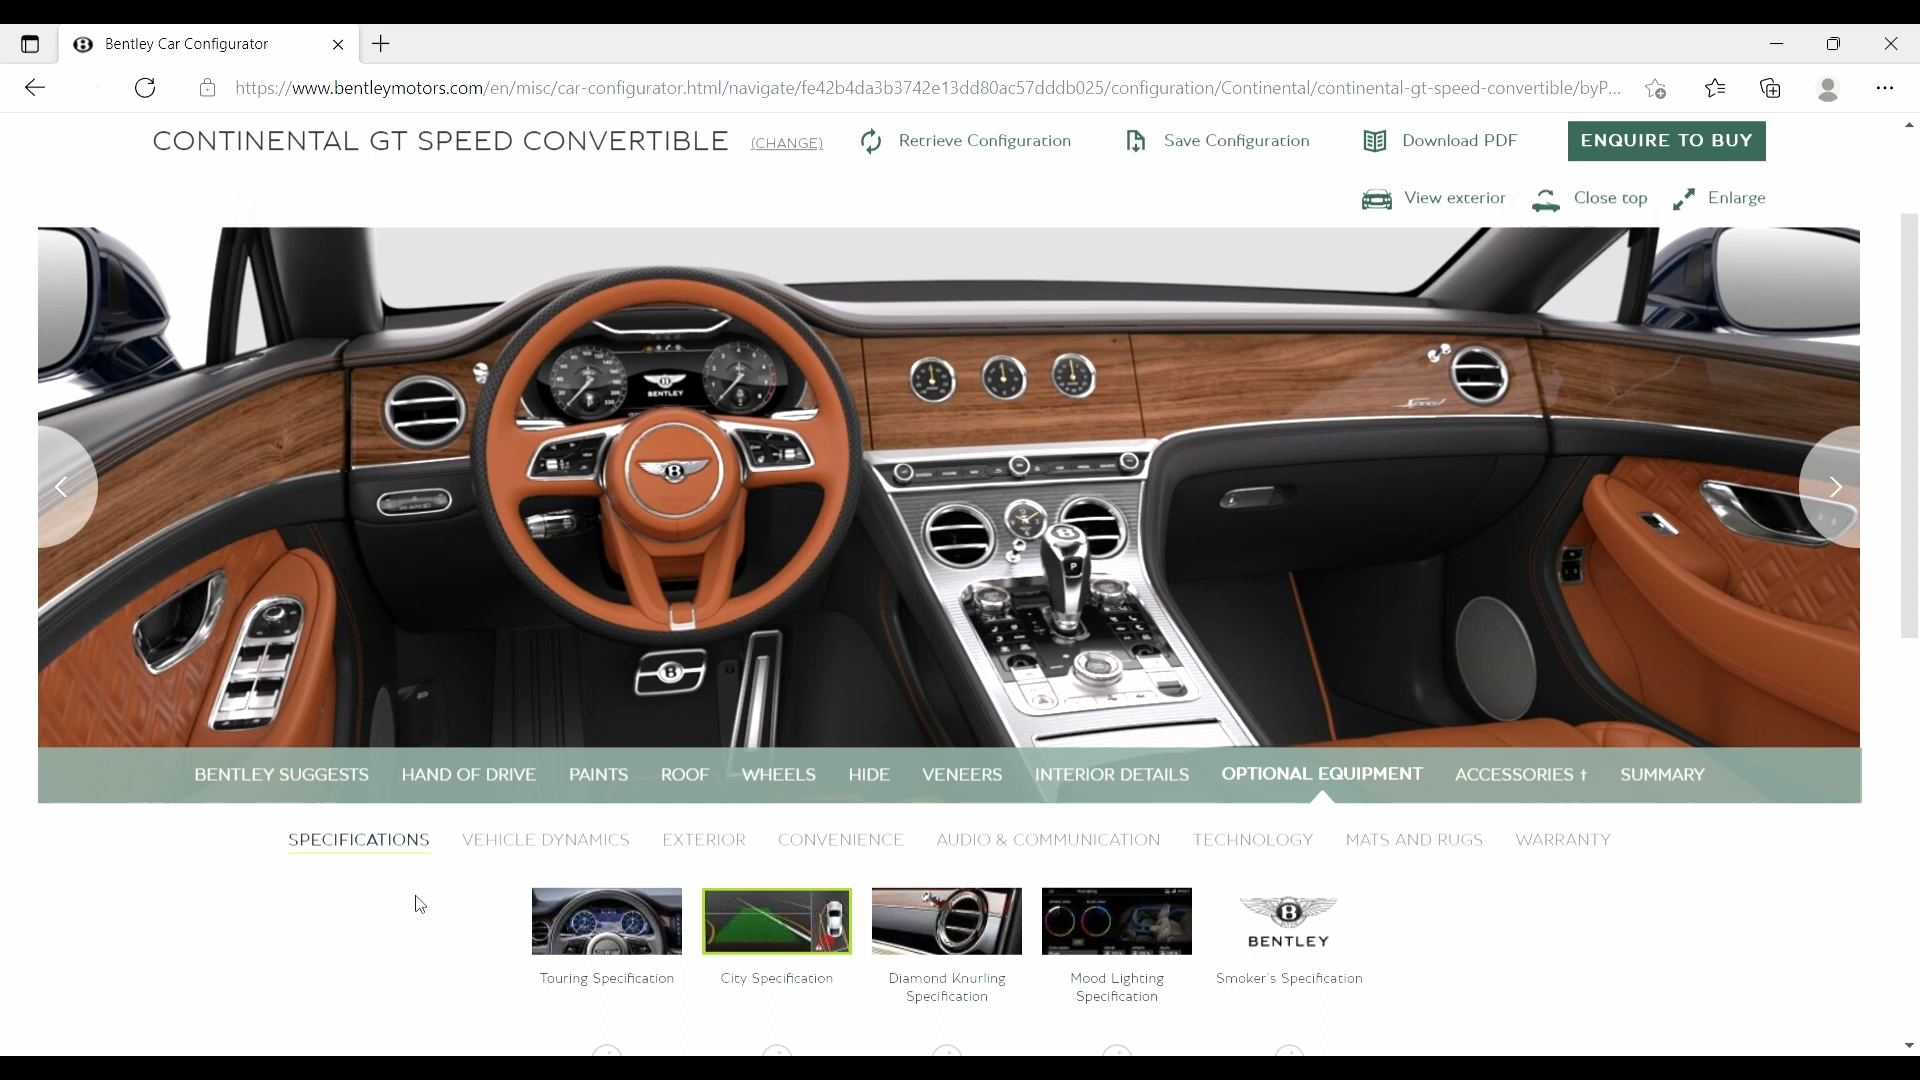 Bentley Car Configurator
https://www.bentleymotors.com/en/misc/car-configurator.html/navigate/fe42b4da3b3742e13dd80ac57dddb025/configuration/Continental/continental-gt-speed-convertible/byP...
CONTINENTAL GT SPEED CONVERTIBLE (CHANGE) Retrieve Configuration Save Configuration Download PDF ENQUIRE TO BUY
View exterior Close top Enlarge
BENTLEY
Speed
B
P
BENTLEY SUGGESTS HAND OF DRIVE PAINTS ROOF WHEELS HIDE VENEERS INTERIOR DETAILS OPTIONAL EQUIPMENT ACCESSORIES † SUMMARY
SPECIFICATIONS VEHICLE DYNAMICS EXTERIOR CONVENIENCE AUDIO & COMMUNICATION TECHNOLOGY MATS AND RUGS WARRANTY
B
BENTLEY
Touring Specification City Specification Diamond Knurling Specification Mood Lighting Specification Smoker's Specification